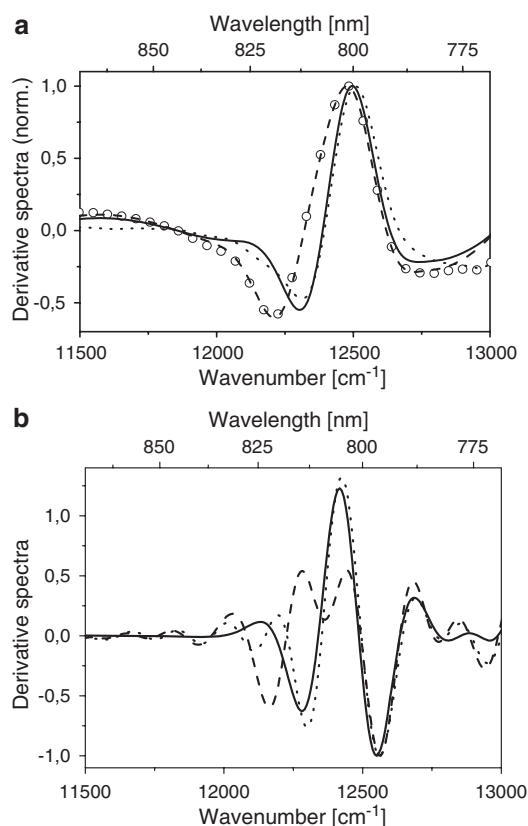 a
Wavelength [nm]
850 825 800 775
Derivative spectra (norm.)
1,0
0,5
0,0
-0,5
11500 12000 12500 13000
Wavenumber [cm-1]
b
Wavelength [nm]
850 825 800 775
Derivative spectra
1,0
0,5
0,0
-0,5
-1,0
11500 12000 12500 13000
Wavenumber [cm-1]